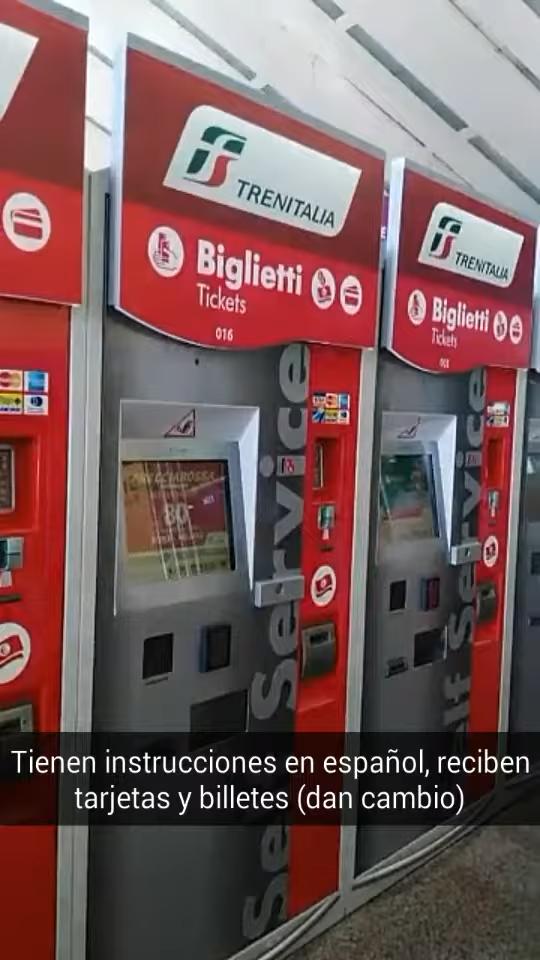 TRENITALIA
Biglietti
Tickets
016
Self Service
TRENITALIA
Biglietti
Tickets
Self Service
Tienen instrucciones en español, reciben
tarjetas y billetes (dan cambio)